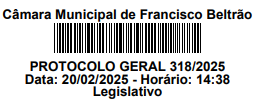 Câmara Municipal de Francisco Beltrão
PROTOCOLO GERAL 318/2025
Data: 20/02/2025 - Horário: 14:38
Legislativo